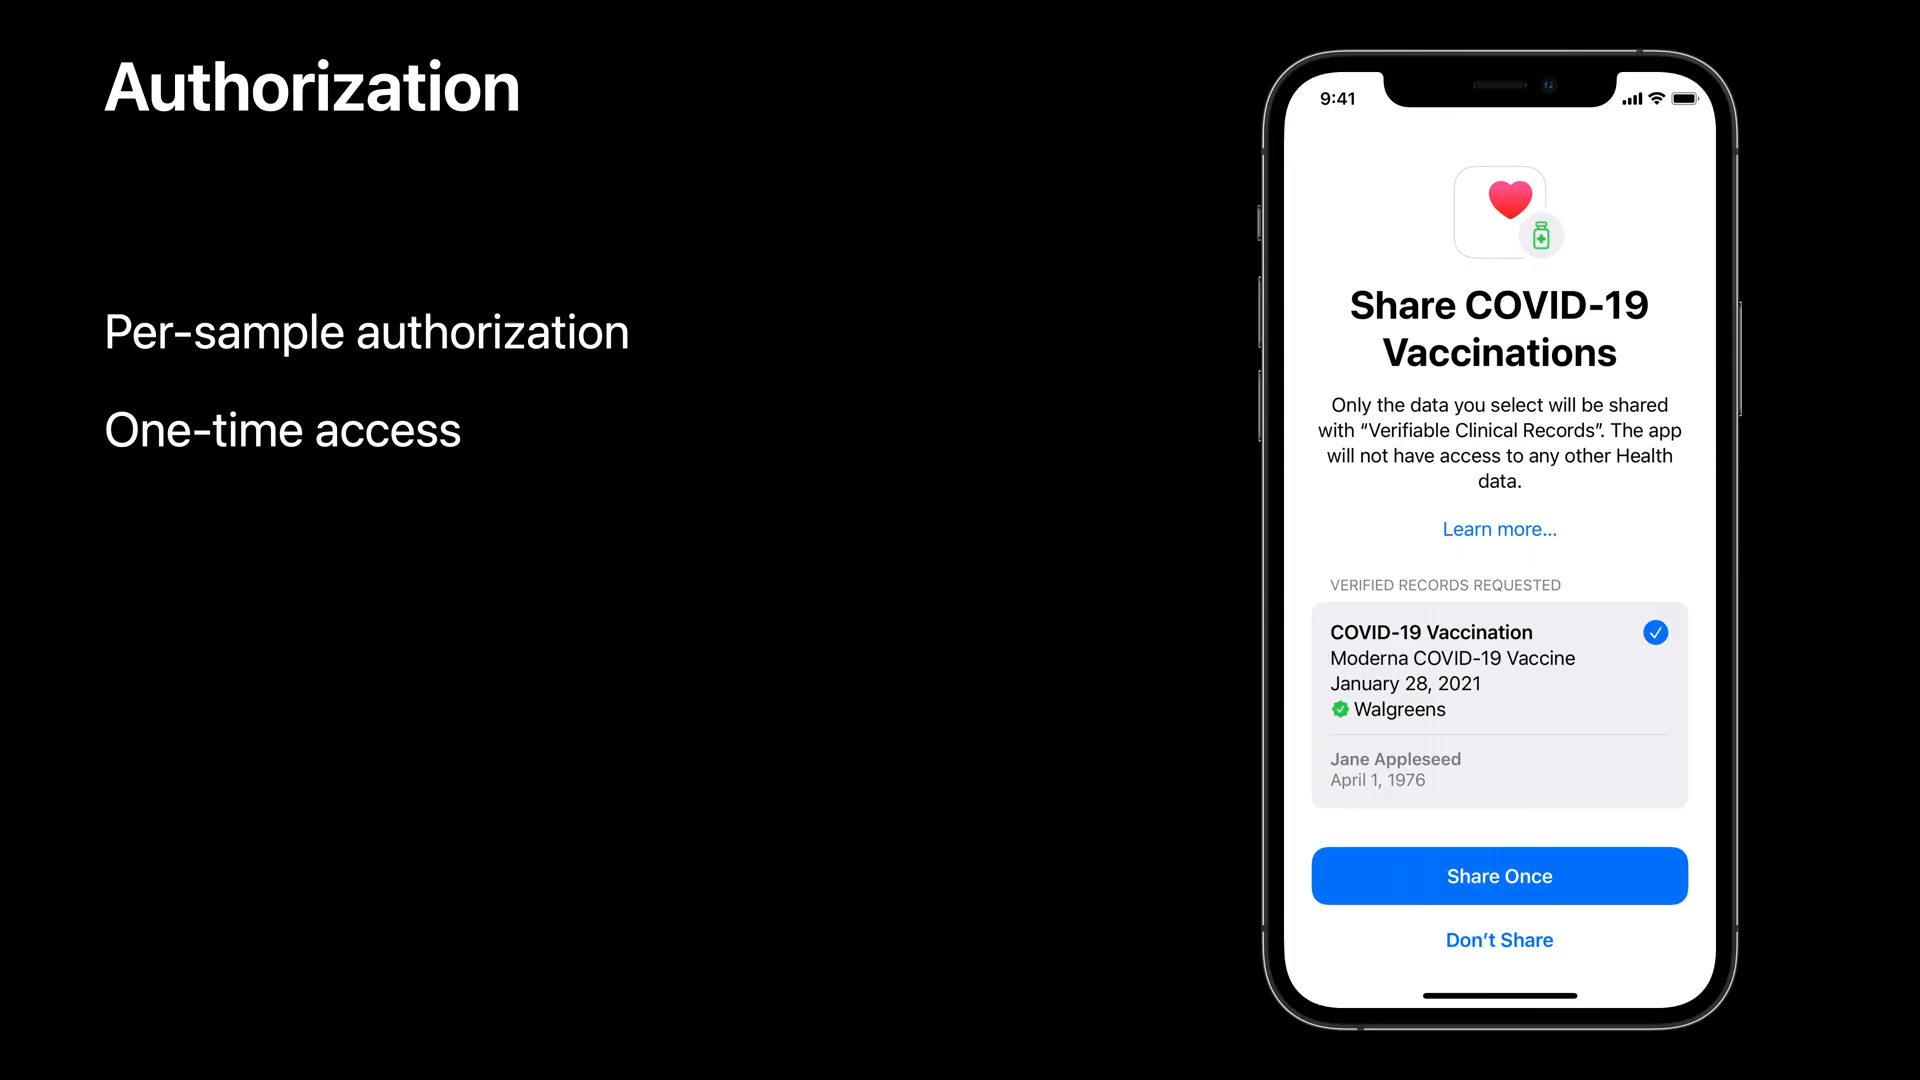 Authorization
Per-sample authorization
One-time access
9:41
Share COVID-19
Vaccinations
Only the data you select will be shared
with “Verifiable Clinical Records”. The app
will not have access to any other Health
data.
Learn more...
VERIFIED RECORDS REQUESTED
COVID-19 Vaccination
Moderna COVID-19 Vaccine
January 28, 2021
Walgreens
Jane Appleseed
April 1, 1976
Share Once
Don’t Share